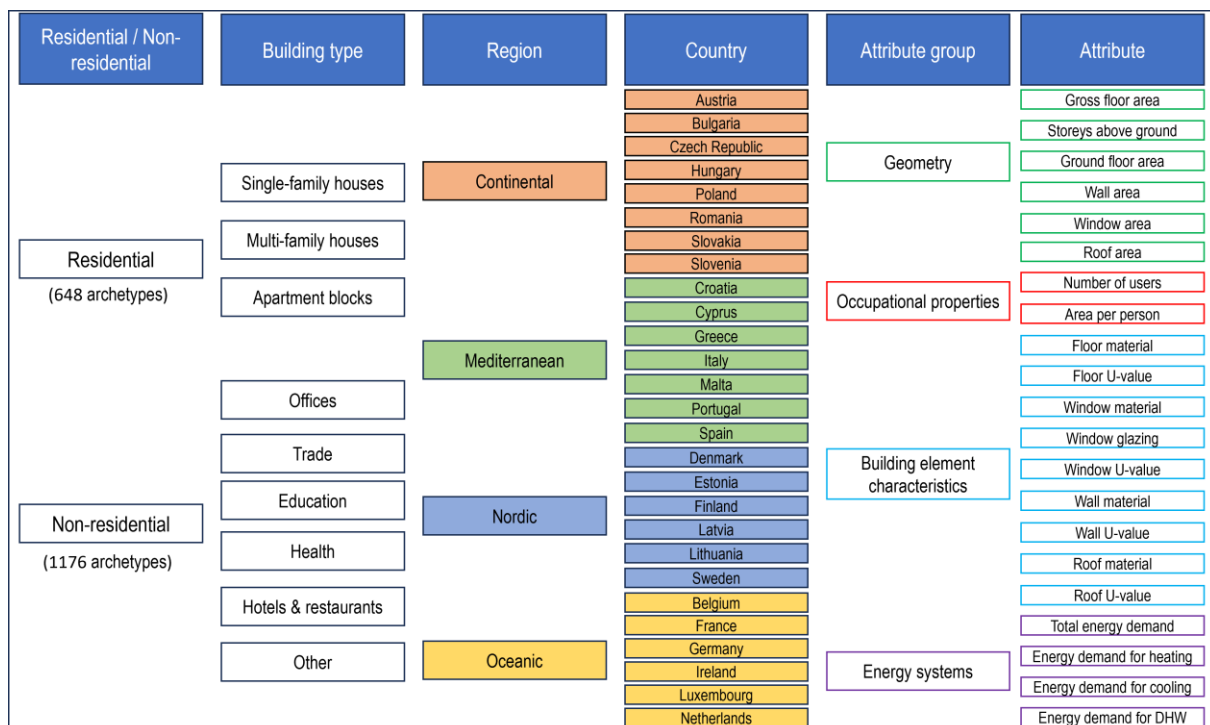 Residential / Non-
residential
Building type
Region
Country
Attribute group
Attribute
Residential
(648 archetypes)
Non-residential
(1176 archetypes)
Single-family houses
Multi-family houses
Apartment blocks
Offices
Trade
Education
Health
Hotels & restaurants
Other
Continental
Mediterranean
Nordic
Oceanic
Austria
Bulgaria
Czech Republic
Hungary
Poland
Romania
Slovakia
Slovenia
Croatia
Cyprus
Greece
Italy
Malta
Portugal
Spain
Denmark
Estonia
Finland
Latvia
Lithuania
Sweden
Belgium
France
Germany
Ireland
Luxembourg
Netherlands
Geometry
Occupational properties
Building element
characteristics
Energy systems
Gross floor area
Storeys above ground
Ground floor area
Wall area
Window area
Roof area
Number of users
Area per person
Floor material
Floor U-value
Window material
Window glazing
Window U-value
Wall material
Wall U-value
Roof material
Roof U-value
Total energy demand
Energy demand for heating
Energy demand for cooling
Energy demand for DHW